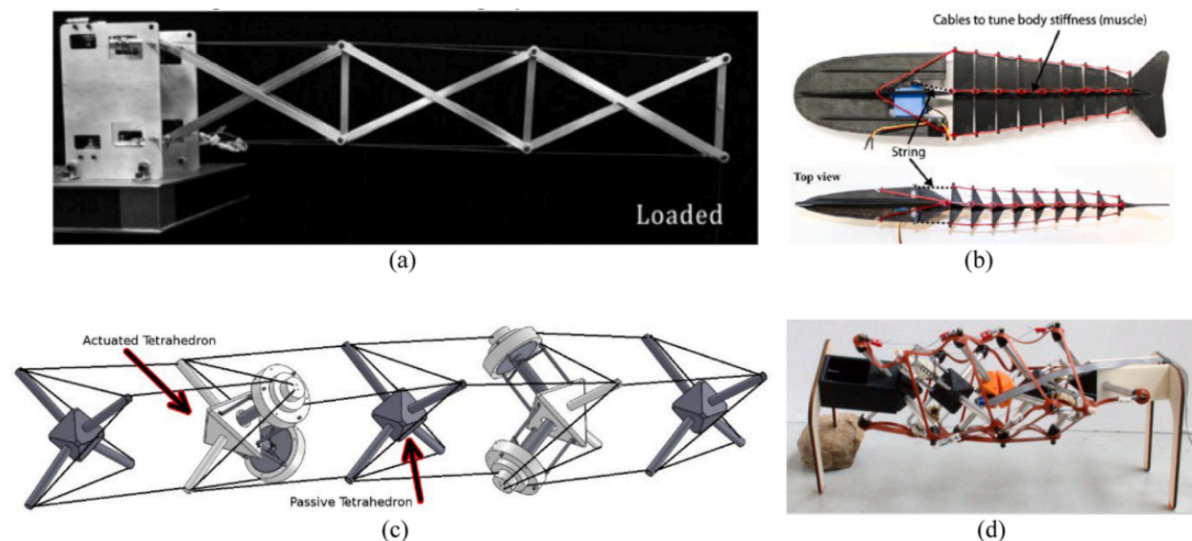 Cables to tune body stiffness (muscle)
String
Top view
Loaded
(a)
(b)
Actuated Tetrahedron
Passive Tetrahedron
(c)
(d)